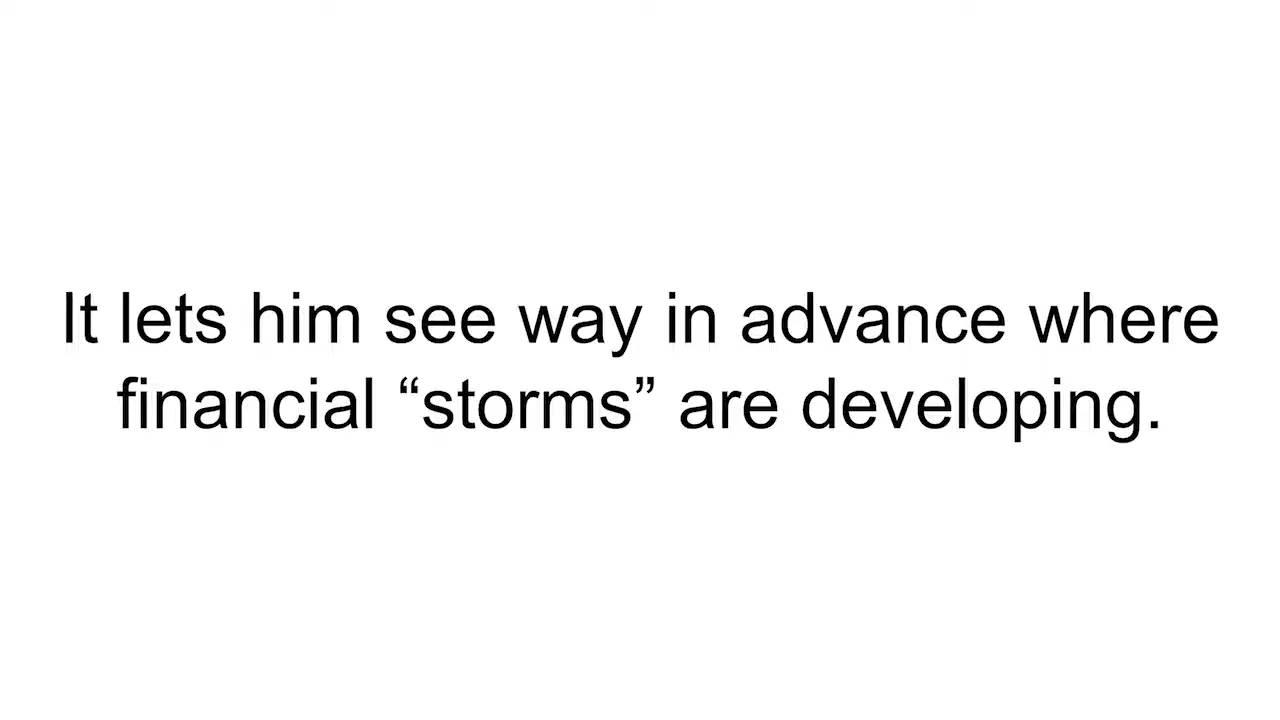 It lets him see way in advance where
financial “storms” are developing.